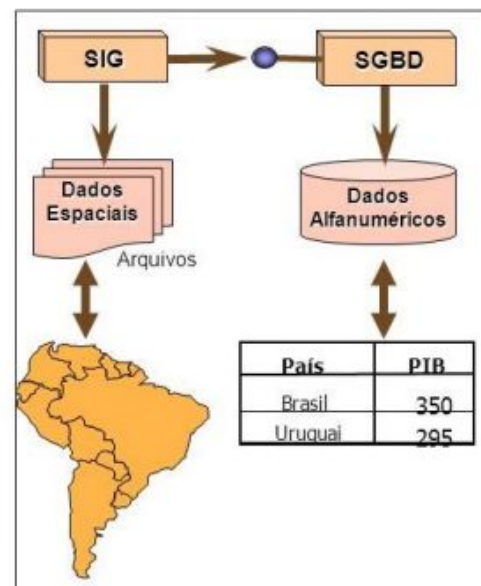 SIG
SGBD
Dados
Espaciais
Arquivos
Dados
Alfanuméricos
País PIB
Brasil 350
Uruguai 295